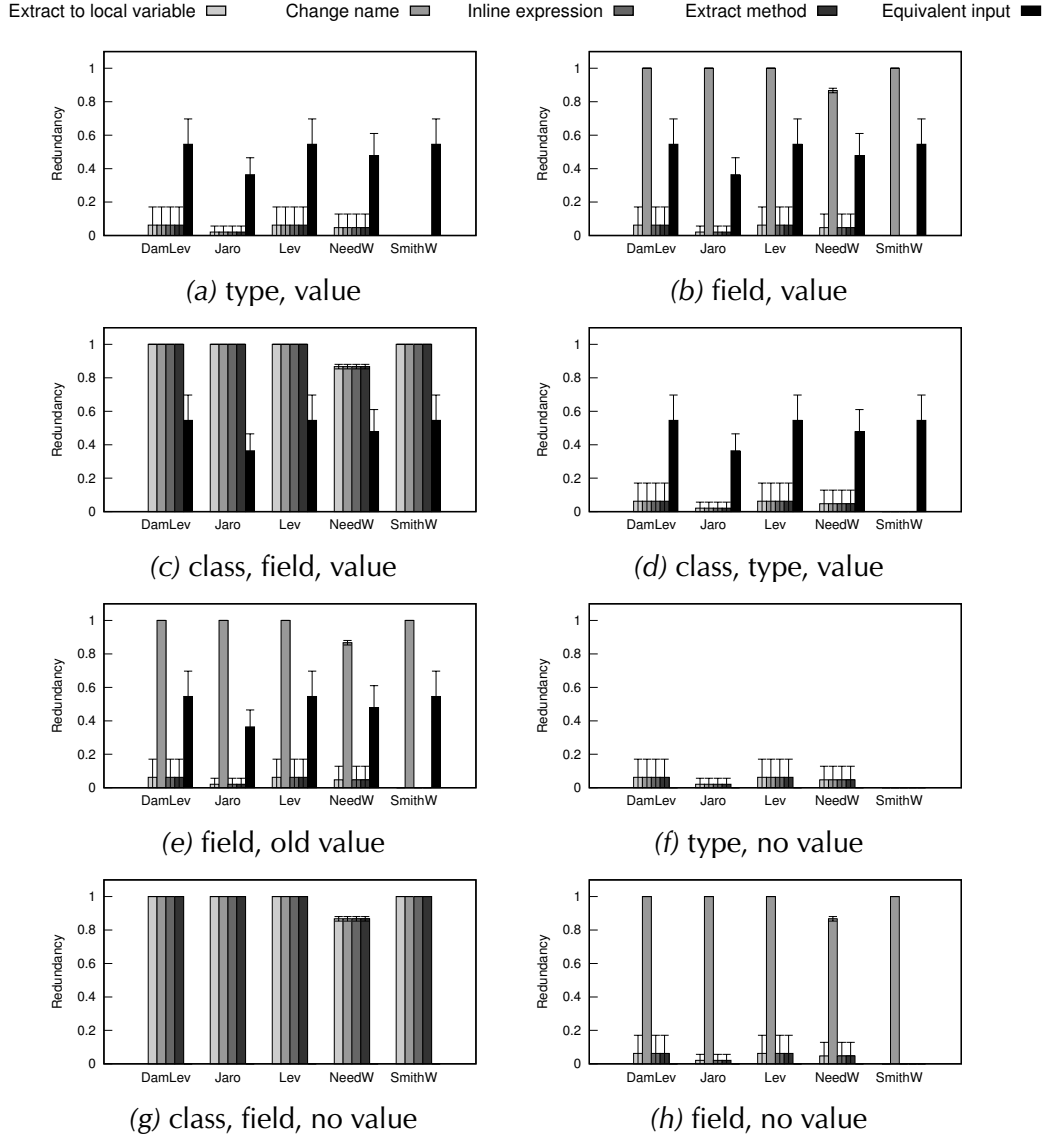 Extract to local variable Change name Inline expression Extract method Equivalent input
1 0.8 0.6 0.4 0.2 0 Redundancy
DamLev Jaro Lev NeedW SmithW
(a) type, value
1 0.8 0.6 0.4 0.2 0 Redundancy
DamLev Jaro Lev NeedW SmithW
(b) field, value
1 0.8 0.6 0.4 0.2 0 Redundancy
DamLev Jaro Lev NeedW SmithW
(c) class, field, value
1 0.8 0.6 0.4 0.2 0 Redundancy
DamLev Jaro Lev NeedW SmithW
(d) class, type, value
1 0.8 0.6 0.4 0.2 0 Redundancy
DamLev Jaro Lev NeedW SmithW
(e) field, old value
1 0.8 0.6 0.4 0.2 0 Redundancy
DamLev Jaro Lev NeedW SmithW
(f) type, no value
1 0.8 0.6 0.4 0.2 0 Redundancy
DamLev Jaro Lev NeedW SmithW
(g) class, field, no value
1 0.8 0.6 0.4 0.2 0 Redundancy
DamLev Jaro Lev NeedW SmithW
(h) field, no value